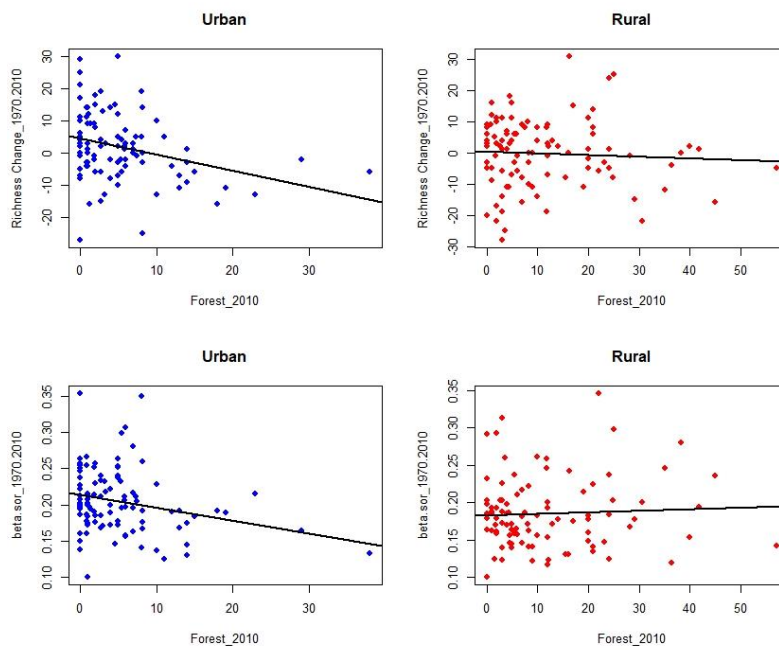 Urban
Richness Change_1970.2010
-20 -10 0 10 20 30
0 10 20 30
Forest_2010
Rural
Richness Change_1970.2010
-30 -20 -10 0 10 20 30
0 10 20 30 40 50
Forest_2010
Urban
beta.sor_1970.2010
0.10 0.15 0.20 0.25 0.30 0.35
0 10 20 30
Forest_2010
Rural
beta.sor_1970.2010
0.10 0.15 0.20 0.25 0.30 0.35
0 10 20 30 40 50
Forest_2010